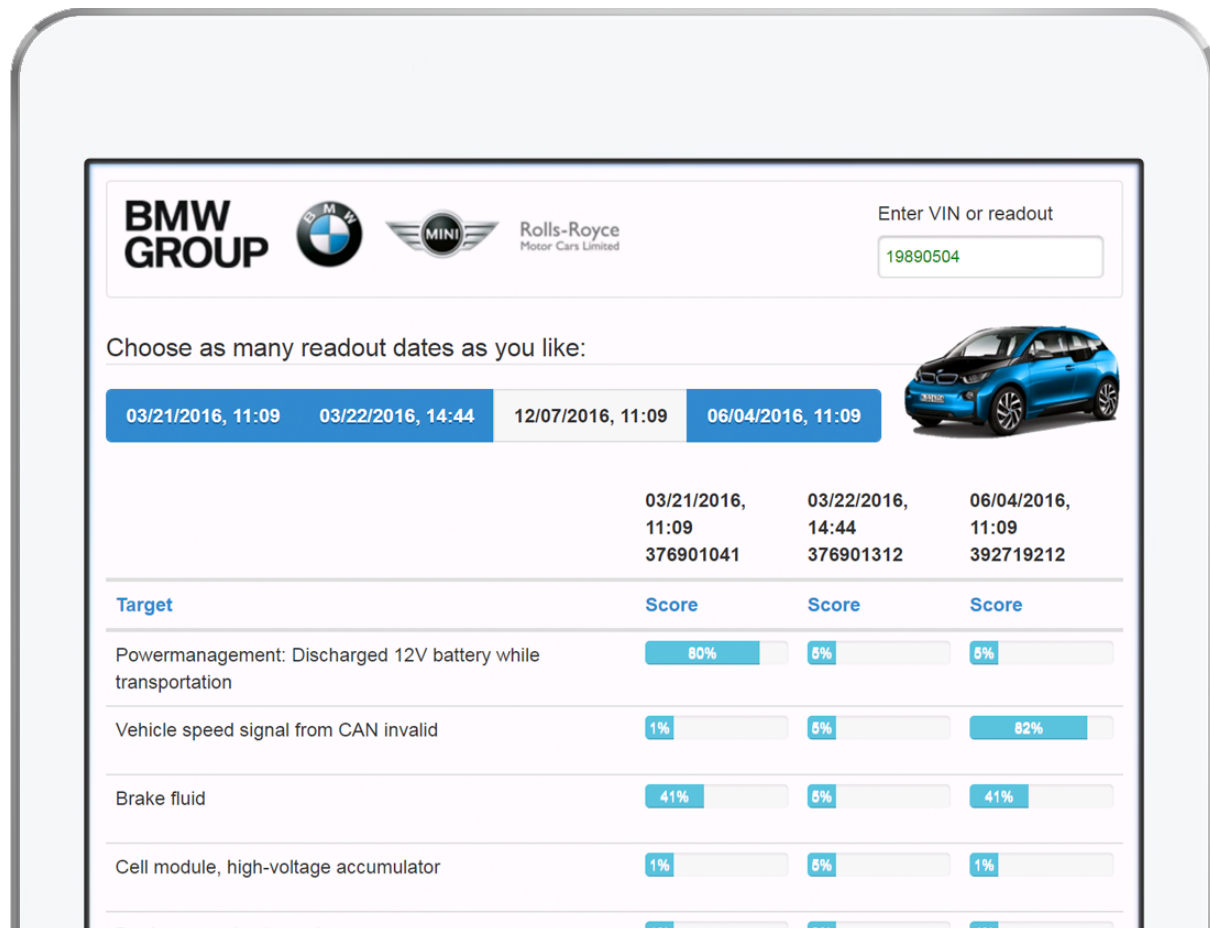 BMW
GROUP
BMW
MINI
Rolls-Royce
Motor Cars Limited
Enter VIN or readout
19890504
Choose as many readout dates as you like:
03/21/2016, 11:09 03/22/2016, 14:44 12/07/2016, 11:09 06/04/2016, 11:09
03/21/2016, 03/22/2016, 06/04/2016,
11:09 14:44 11:09
376901041 376901312 392719212
Target Score Score Score
Powermanagement: Discharged 12V battery while 80% 5% 5%
transportation
Vehicle speed signal from CAN invalid 1% 5% 82%
Brake fluid 41% 5% 41%
Cell module, high-voltage accumulator 1% 5% 1%